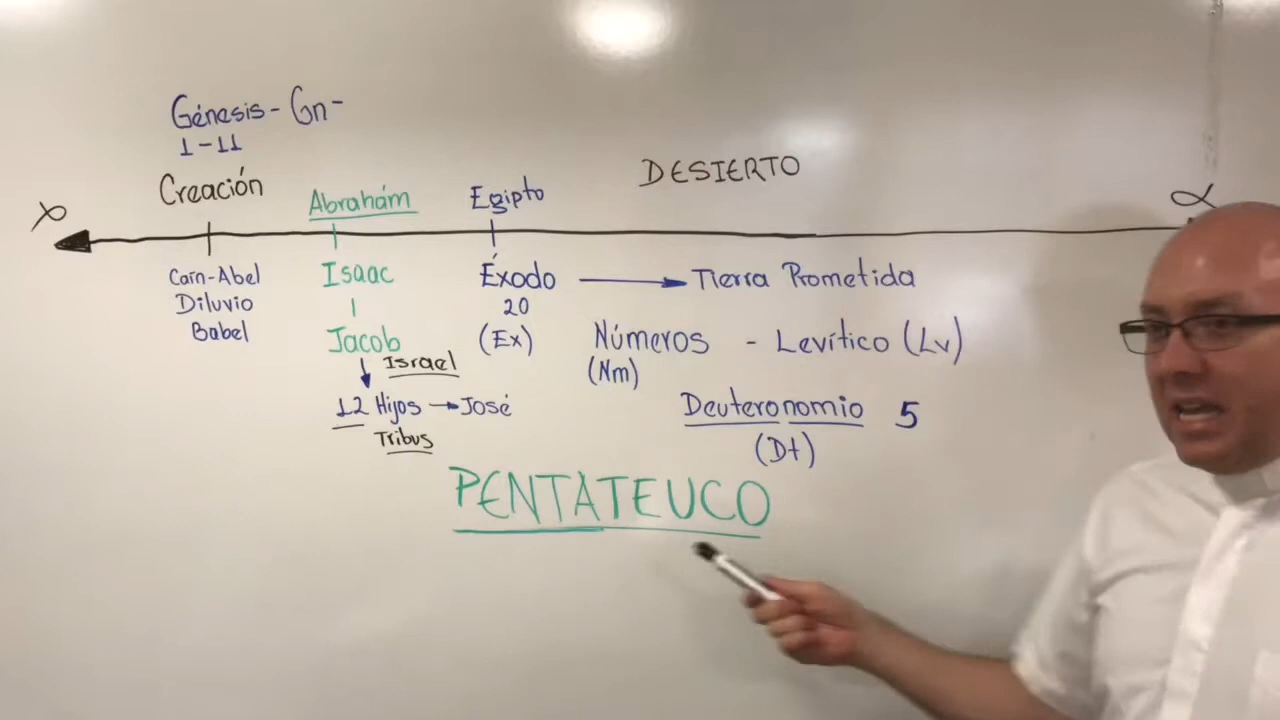 Génesis - Gn -
1-11
Creación
Abrahám
Egipto
DESIERTO
α
Caín-Abel
Diluvio
Babel
Isaac
Jacob
Israel
12 Hijos → José
Tribus
Éxodo → Tierra Prometida
20
(Ex)
Números - Levítico (Lv)
(Nm)
Deuteronomio 5
(Dt)
PENTATEUCO